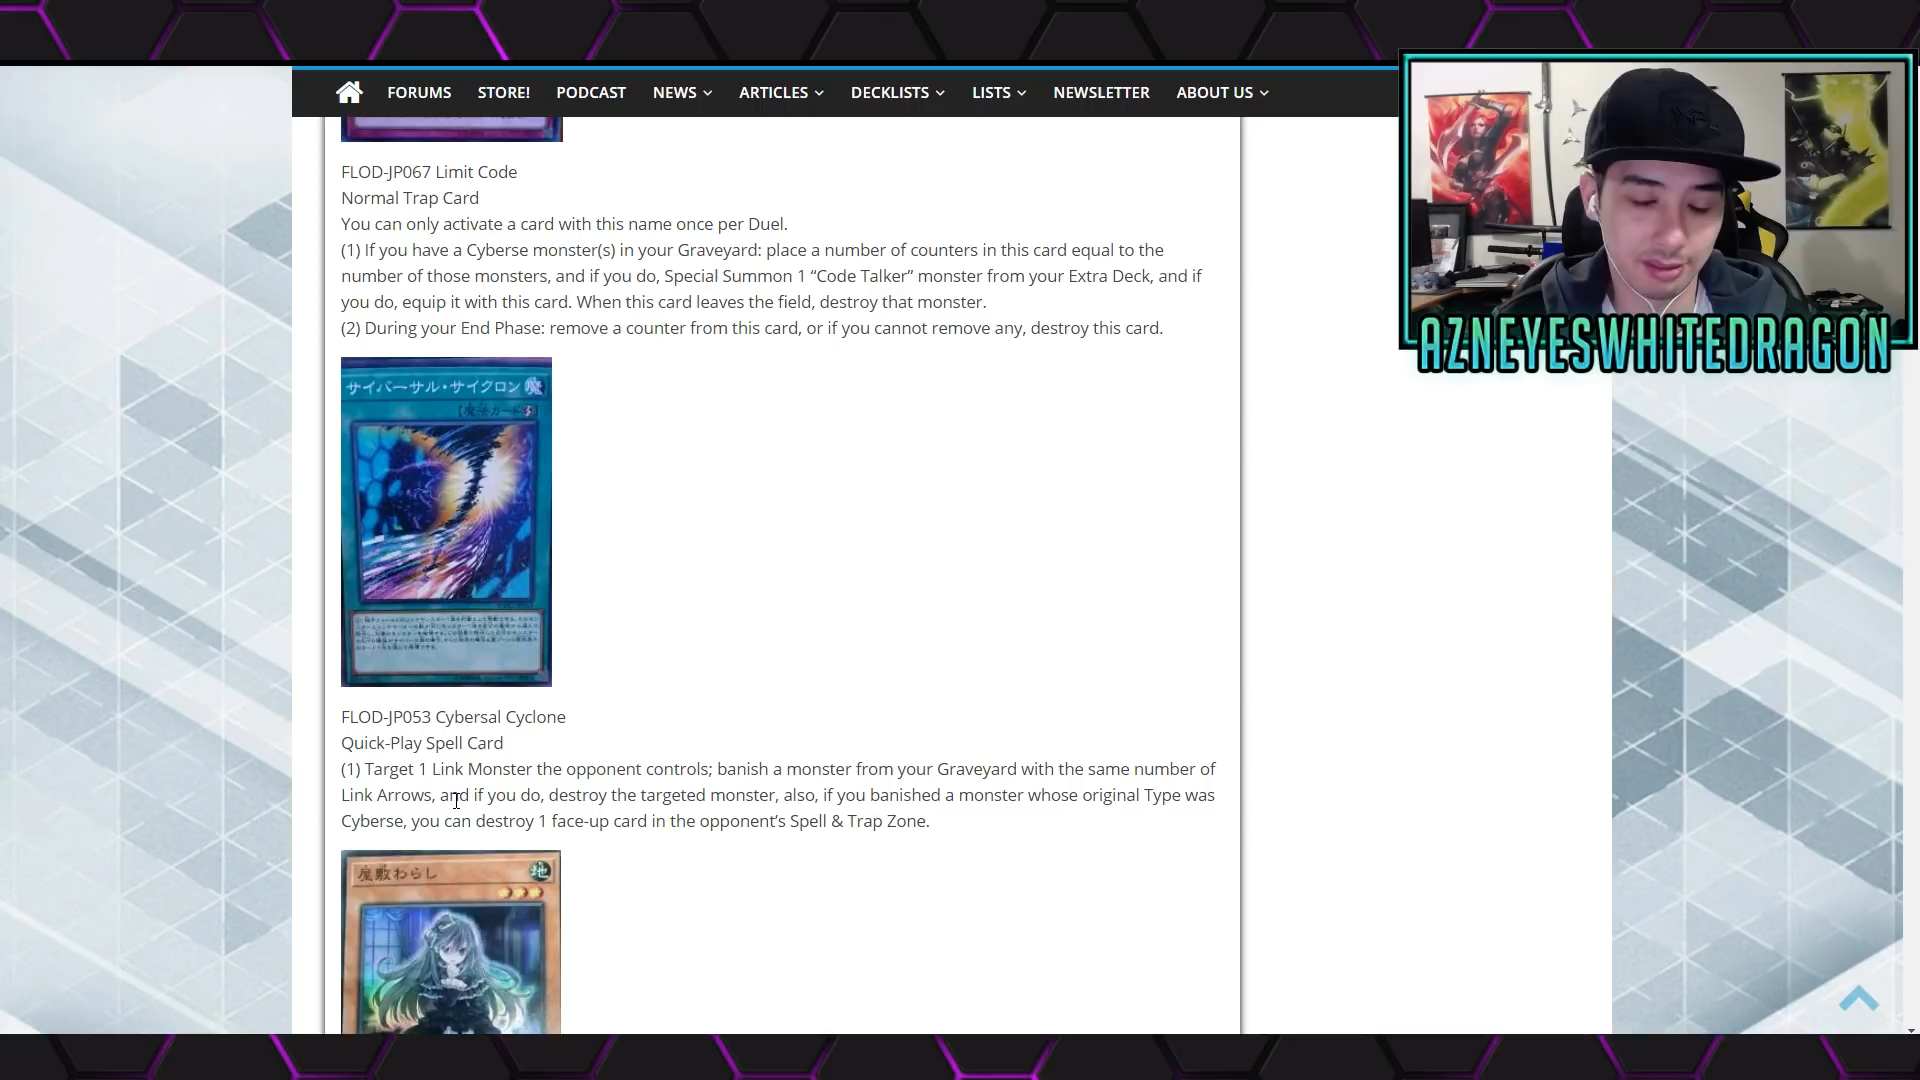 FORUMS STORE! PODCAST NEWS ARTICLES DECKLISTS LISTS NEWSLETTER ABOUT US
AZNEYESWHITEDRAGON
FLOD-JP067 Limit Code
Normal Trap Card
You can only activate a card with this name once per Duel.
(1) If you have a Cyberse monster(s) in your Graveyard: place a number of counters in this card equal to the
number of those monsters, and if you do, Special Summon 1 “Code Talker” monster from your Extra Deck, and if
you do, equip it with this card. When this card leaves the field, destroy that monster.
(2) During your End Phase: remove a counter from this card, or if you cannot remove any, destroy this card.
サイバーサル・サイクロン 魔
【魔法カード
FLOD-JP053 Cybersal Cyclone
Quick-Play Spell Card
(1) Target 1 Link Monster the opponent controls; banish a monster from your Graveyard with the same number of
Link Arrows, and if you do, destroy the targeted monster, also, if you banished a monster whose original Type was
Cyberse, you can destroy 1 face-up card in the opponent’s Spell & Trap Zone.
屋敷わらし 地